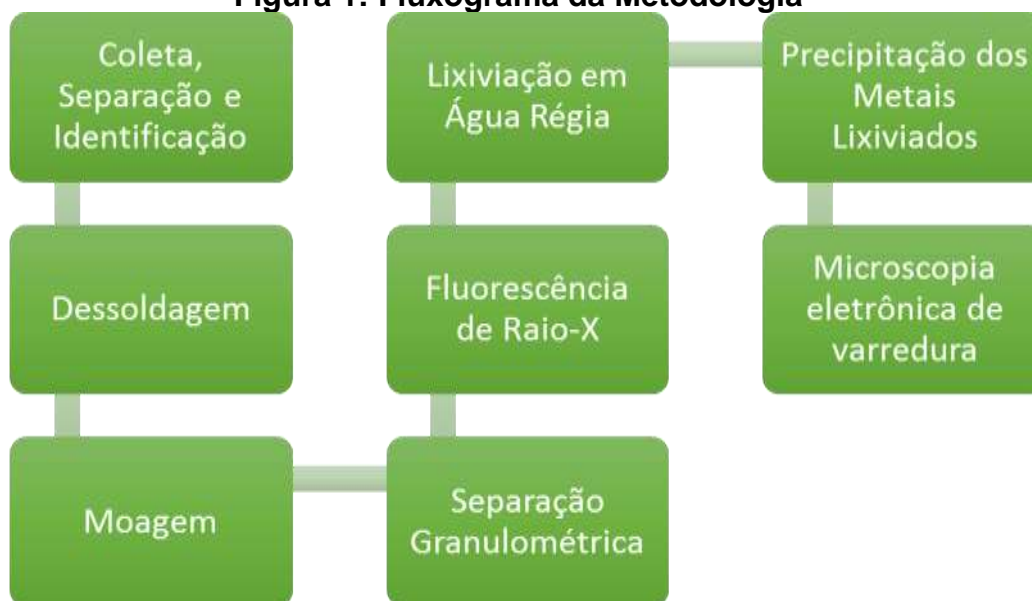 Figura 1: Fluxograma da Metodologia
Coleta,
Separação e
Identificação
Dessoldagem
Moagem
Separação
Granulométrica
Fluorescência
de Raio-X
Lixiviação em
Água Régia
Precipitação dos
Metais
Lixiviados
Microscopia
eletrônica de
varredura